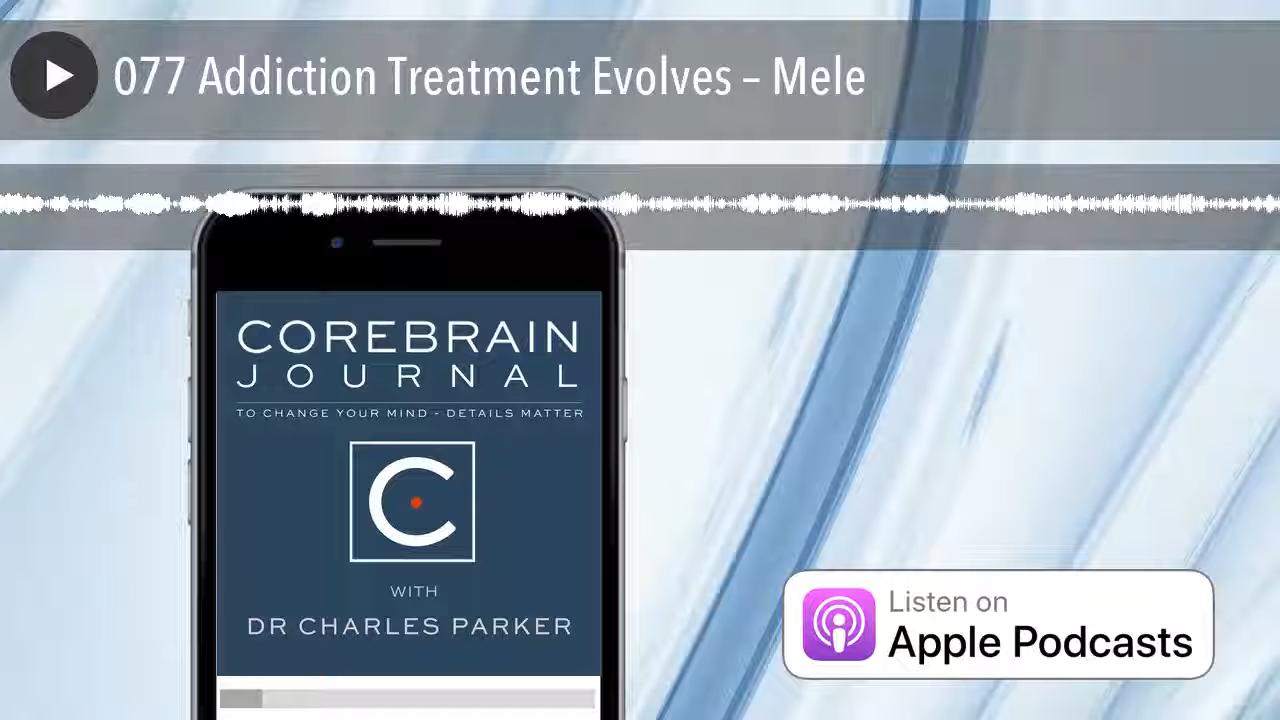 077 Addiction Treatment Evolves – Mele
COREBRAIN
JOURNAL
TO CHANGE YOUR MIND - DETAILS MATTER
C
WITH
DR CHARLES PARKER
Listen on
Apple Podcasts